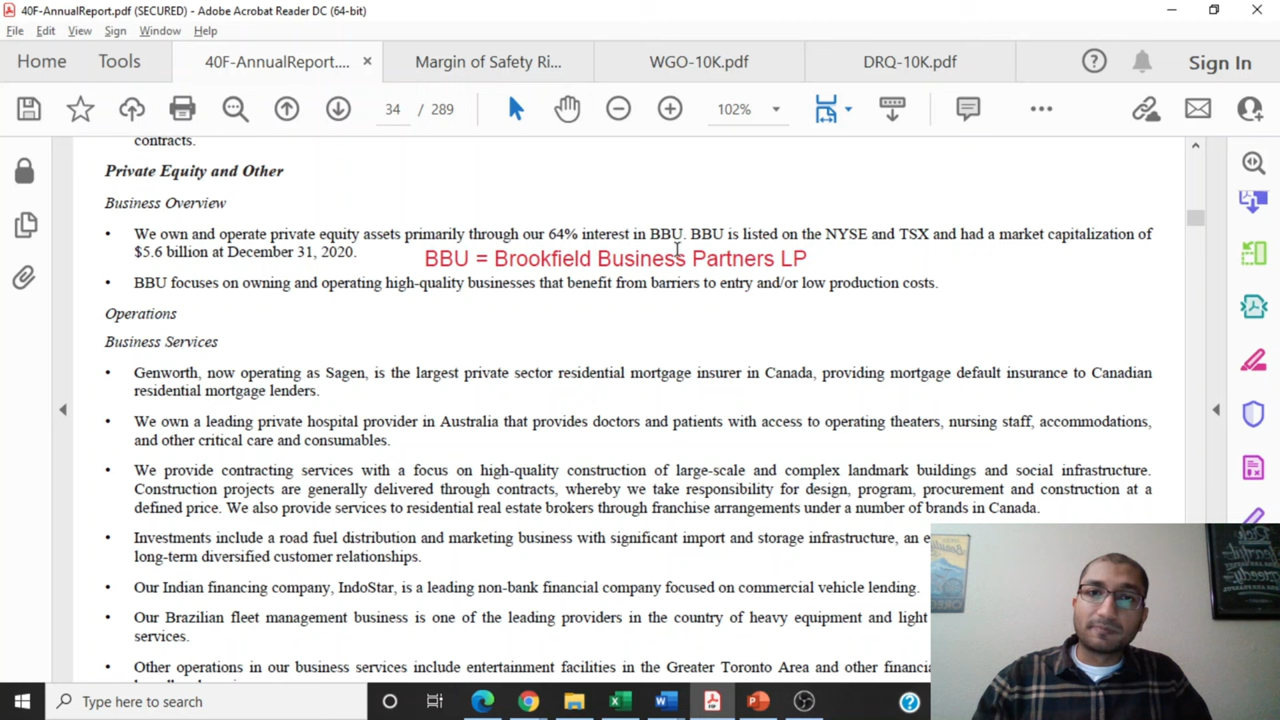 40F-AnnualReport.pdf (SECURED) - Adobe Acrobat Reader DC (64-bit)
File Edit View Sign Window Help
Home Tools 40F-AnnualReport.... × Margin of Safety Ri... WGO-10K.pdf DRQ-10K.pdf Sign In
34 / 289 102%
contracts.
Private Equity and Other
Business Overview
• We own and operate private equity assets primarily through our 64% interest in BBU. BBU is listed on the NYSE and TSX and had a market capitalization of
$5.6 billion at December 31, 2020.
BBU = Brookfield Business Partners LP
• BBU focuses on owning and operating high-quality businesses that benefit from barriers to entry and/or low production costs.
Operations
Business Services
• Genworth, now operating as Sagen, is the largest private sector residential mortgage insurer in Canada, providing mortgage default insurance to Canadian
residential mortgage lenders.
• We own a leading private hospital provider in Australia that provides doctors and patients with access to operating theaters, nursing staff, accommodations,
and other critical care and consumables.
• We provide contracting services with a focus on high-quality construction of large-scale and complex landmark buildings and social infrastructure.
Construction projects are generally delivered through contracts, whereby we take responsibility for design, program, procurement and construction at a
defined price. We also provide services to residential real estate brokers through franchise arrangements under a number of brands in Canada.
• Investments include a road fuel distribution and marketing business with significant import and storage infrastructure, an
long-term diversified customer relationships.
• Our Indian financing company, IndoStar, is a leading non-bank financial company focused on commercial vehicle lending.
• Our Brazilian fleet management business is one of the leading providers in the country of heavy equipment and light
services.
• Other operations in our business services include entertainment facilities in the Greater Toronto Area and other
Type here to search